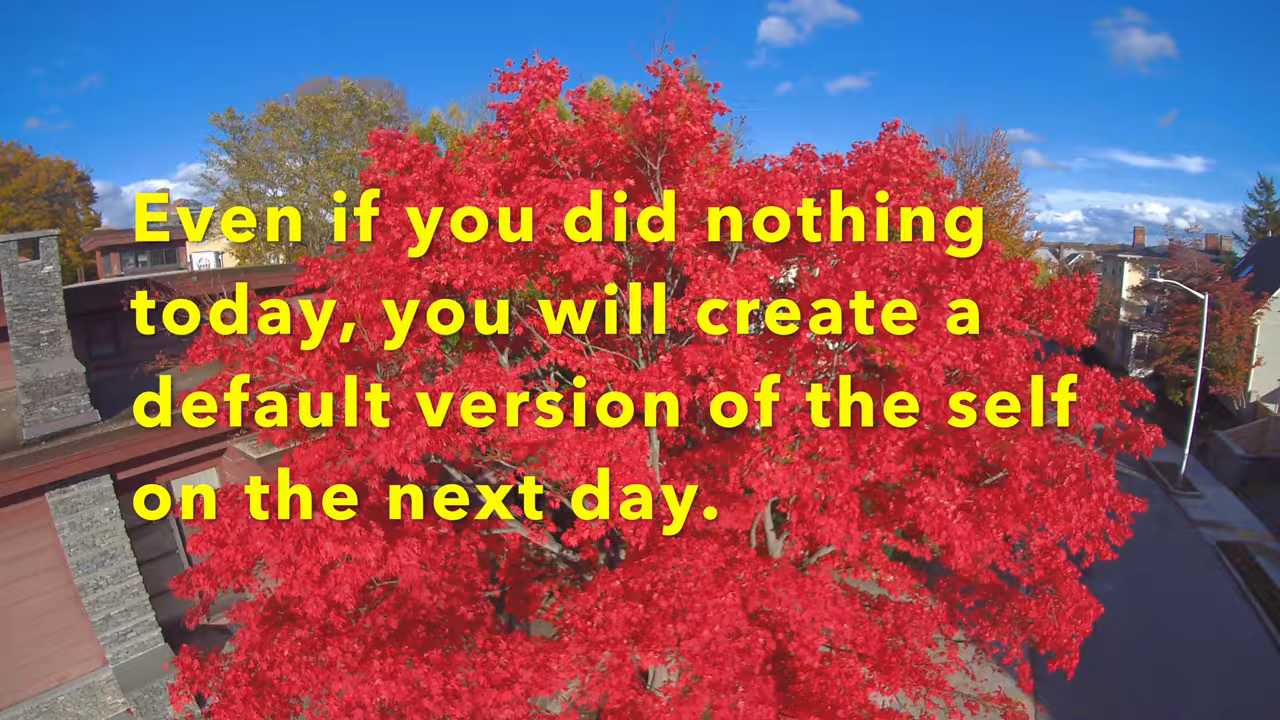 Even if you did nothing
today, you will create a
default version of the self
on the next day.